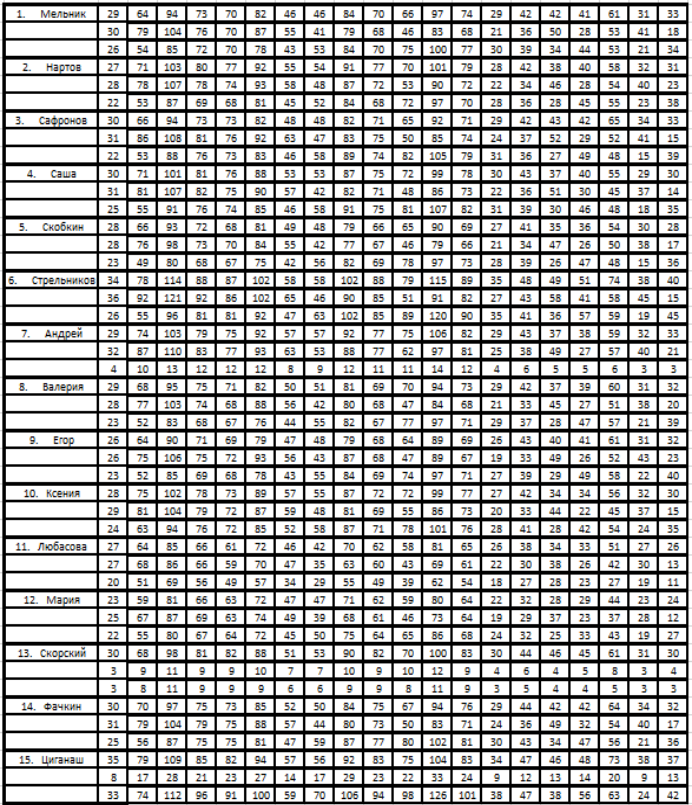 1. Мельник 29 64 94 73 70 82 46 46 84 70 66 97 74 29 42 42 41 61 31 33
30 79 104 76 70 87 55 41 79 68 46 83 68 21 36 50 28 53 41 18
26 54 85 72 70 78 43 53 84 70 75 100 77 30 39 34 44 53 21 34
2. Нартов 27 71 103 80 77 92 55 54 91 77 70 101 79 28 42 38 40 58 32 31
28 78 107 78 74 93 58 48 87 72 53 90 72 22 34 46 28 54 40 23
22 53 87 69 68 81 45 52 84 68 72 97 70 28 36 28 45 55 23 38
3. Сафронов 30 66 94 73 73 82 48 48 82 71 65 92 71 29 42 43 42 65 34 33
31 86 108 81 76 92 63 47 83 75 50 85 74 24 37 52 29 52 41 15
22 53 88 76 73 83 46 58 89 74 82 105 79 31 36 27 49 48 15 39
4. Саша 30 71 101 81 76 88 53 53 87 75 72 99 78 30 43 37 40 55 29 30
31 81 107 82 75 90 57 42 82 71 48 86 73 22 36 51 30 45 37 14
25 55 91 76 74 85 46 58 91 75 81 107 82 31 39 30 46 48 18 35
5. Скобкин 28 66 93 72 68 81 49 48 79 66 65 90 69 27 41 35 36 54 30 28
28 76 98 73 70 84 55 42 77 67 46 79 66 21 34 47 26 50 38 17
23 49 80 68 67 75 42 56 82 69 78 97 73 28 39 26 47 48 15 36
6. Стрельников 34 78 114 88 87 102 58 58 102 88 79 115 89 35 48 49 51 74 38 40
36 92 121 92 86 102 65 46 90 85 51 91 82 27 43 58 41 58 45 15
26 55 96 81 81 92 47 63 102 85 89 120 90 35 41 36 57 59 19 45
7. Андрей 29 74 103 79 75 92 57 57 92 77 75 106 82 29 43 37 38 59 32 33
32 87 110 83 77 93 63 53 88 77 62 97 81 25 38 49 27 57 40 21
4 10 13 12 12 12 8 9 12 11 11 14 12 4 6 5 5 6 3 3
8. Валерия 29 68 95 75 71 82 50 51 81 69 70 94 73 29 42 37 39 60 31 32
28 77 103 74 68 88 56 42 80 68 47 84 68 21 33 45 27 51 38 20
23 52 83 68 67 76 44 55 82 67 77 97 71 29 37 28 47 57 21 39
9. Егор 26 64 90 71 69 79 47 48 79 68 64 89 69 26 43 40 41 61 31 32
26 75 106 75 72 93 56 43 87 68 47 89 67 19 33 49 26 52 43 23
23 52 85 69 68 78 43 55 84 69 74 97 71 27 39 29 49 58 22 40
10. Ксения 28 75 102 78 73 89 57 55 87 72 72 99 77 27 42 34 34 56 32 30
29 81 104 79 72 87 59 48 81 69 55 86 73 20 33 44 22 45 37 15
24 63 94 76 72 85 52 58 87 71 78 101 76 28 41 28 42 54 24 35
11. Любасова 27 64 85 66 61 72 46 42 70 62 58 81 65 26 38 34 33 51 27 26
27 68 86 66 59 70 47 35 63 60 43 69 61 22 30 38 26 42 30 13
20 51 69 56 49 57 34 29 55 49 39 62 54 18 27 28 23 27 19 11
12. Мария 23 59 81 66 63 72 47 47 71 62 59 80 64 22 32 28 29 44 23 24
25 67 87 69 63 74 49 39 68 61 46 73 64 19 29 37 23 37 28 12
22 55 80 67 64 72 45 50 75 64 65 86 68 24 32 25 33 43 19 27
13. Скорский 30 68 98 81 82 88 51 53 90 82 70 100 83 30 44 46 45 61 31 30
3 9 11 9 9 10 7 7 10 9 10 12 9 4 6 4 5 8 3 4
3 8 11 9 9 9 6 6 9 9 8 11 9 3 5 4 4 5 3 3
14. Фачкин 30 70 97 75 73 85 52 50 84 75 67 94 76 29 44 42 42 64 34 32
31 79 104 79 75 88 57 44 80 73 50 83 71 24 36 49 32 54 40 17
25 56 87 75 75 81 47 59 87 77 80 102 81 30 43 34 47 56 21 36
15. Циганаш 35 79 109 85 82 94 57 56 92 83 75 104 83 34 47 46 48 73 38 37
8 17 28 21 23 27 14 17 29 23 22 33 24 9 12 13 14 20 9 13
33 74 112 96 91 100 59 70 106 94 98 126 101 38 47 38 56 63 24 42